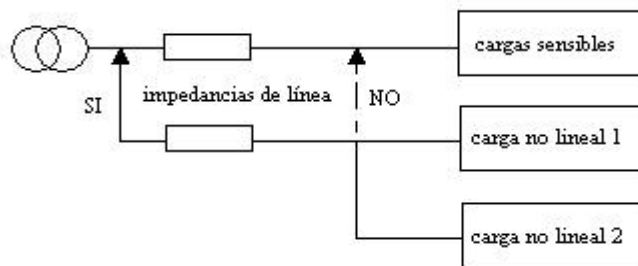 cargas sensibles
impedancias de línea
SI
NO
carga no lineal 1
carga no lineal 2